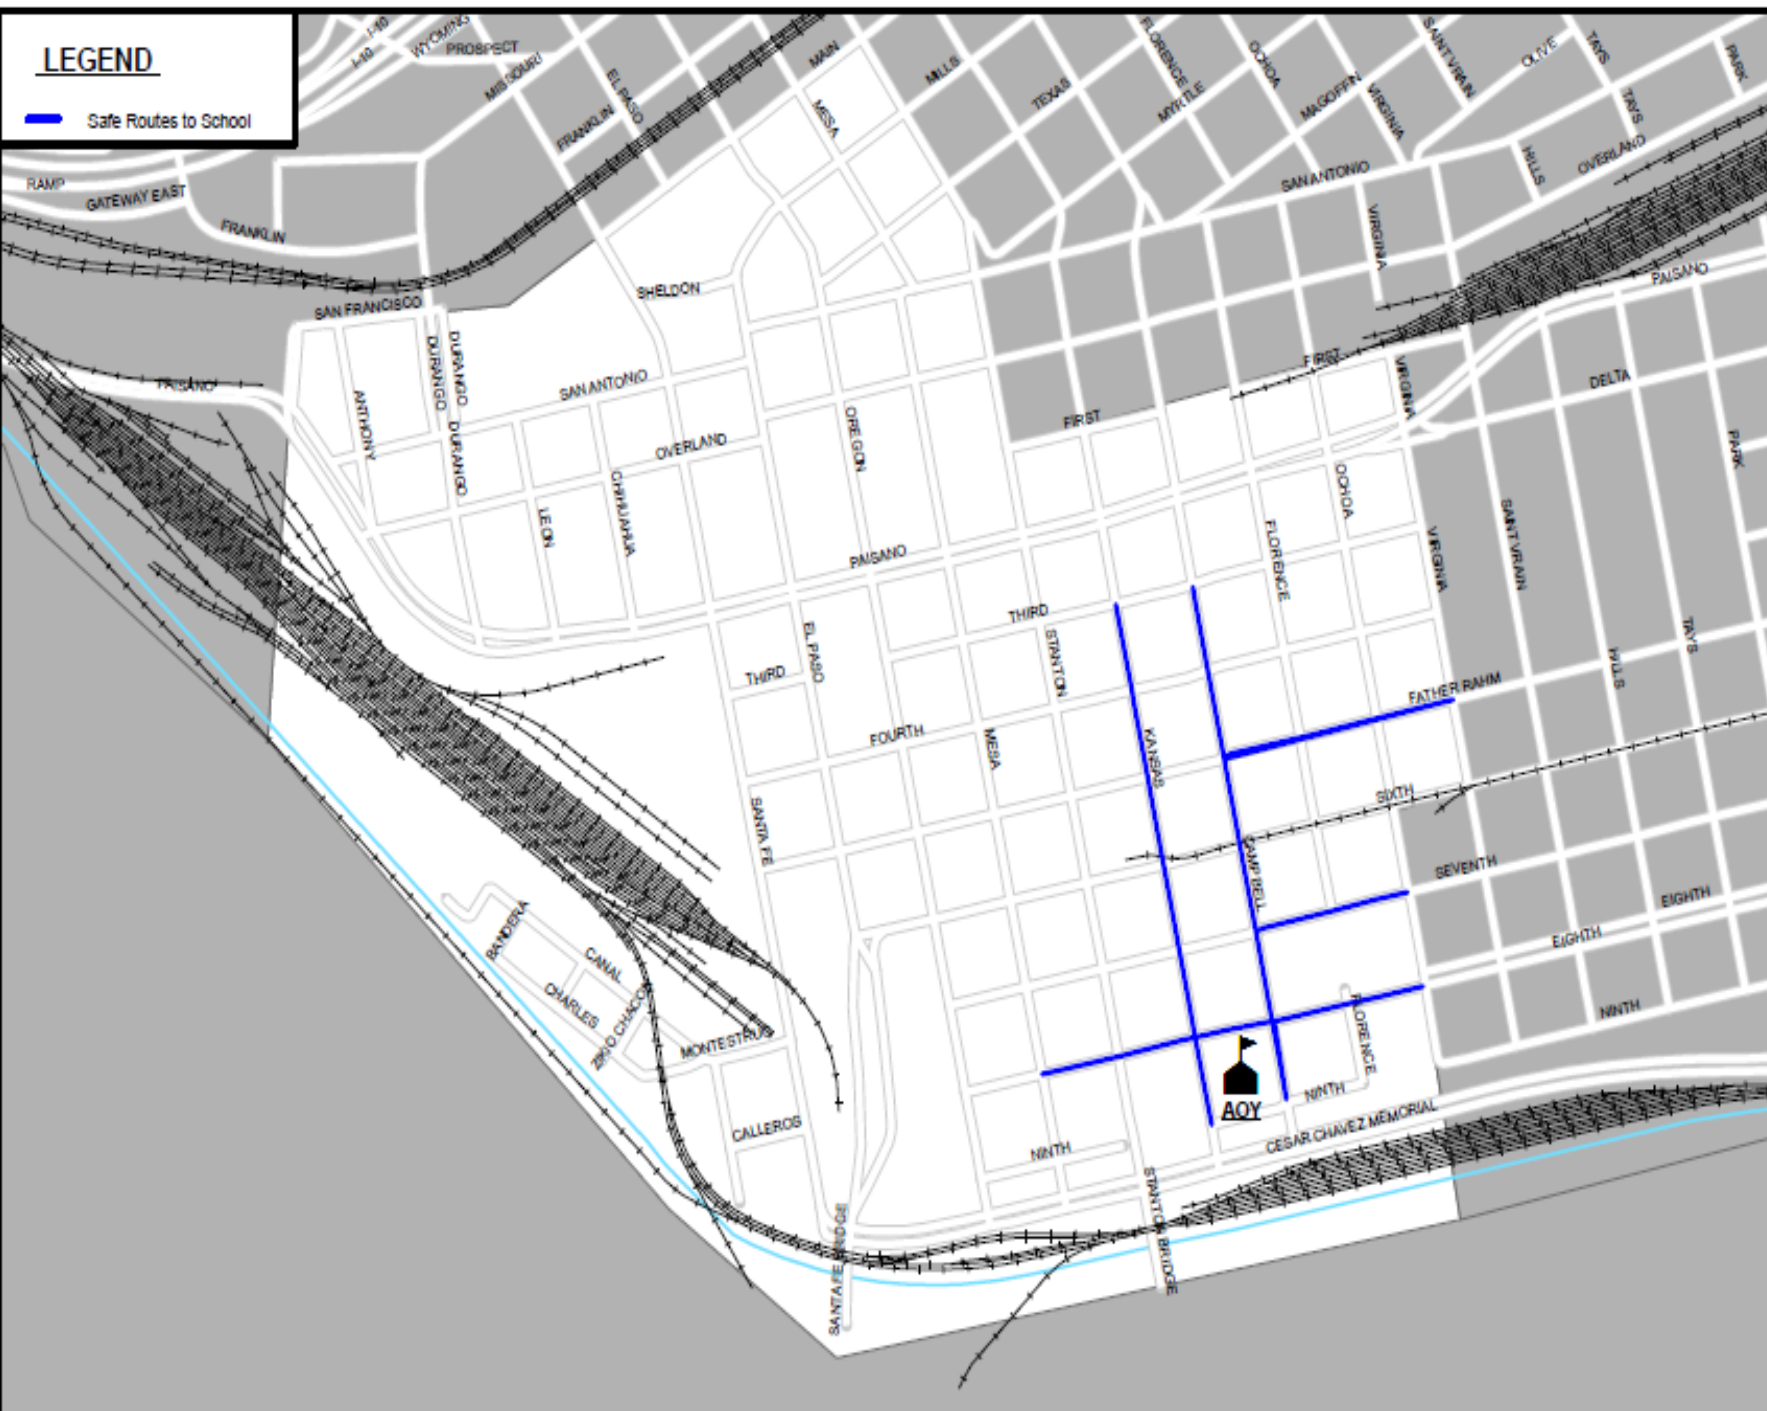 LEGEND
Safe Routes to School
I-10
I-10
WYOMING
PROSPECT
MISSOURI
EL PASO
FRANKLIN
MAIN
MESA
MILLS
TEXAS
FLORENCE
MYRTLE
OCHOA
MAGOFFIN
VIRGINIA
SAINT VRAIN
OLIVE
TAYS
TAYS
PARK
HILLS
OVERLAND
SAN ANTONIO
VIRGINIA
PAISANO
RAMP
GATEWAY EAST
FRANKLIN
SHELDON
SAN FRANCISCO
DURANGO
DURANGO
DURANGO
PAISANO
ANTHONY
SAN ANTONIO
OVERLAND
OREGON
LEON
CHIHUAHUA
FIRST
FIRST
VIRGINIA
DELTA
PARK
OCHOA
FLORENCE
VIRGINIA
SAINT VRAIN
PAISANO
THIRD
STANTON
EL PASO
THIRD
HILLS
TAYS
FATHER RAHM
FOURTH
MESA
KANSAS
SANTA FE
SIXTH
CAMPBELL
SEVENTH
EIGHTH
EIGHTH
NINTH
BANDERA
CANAL
CHARLES
MONTESTRUC
CALLEROS
FLORENCE
NINTH
AOY
CESAR CHAVEZ MEMORIAL
NINTH
STANTON BRIDGE
SANTA FE BRIDGE